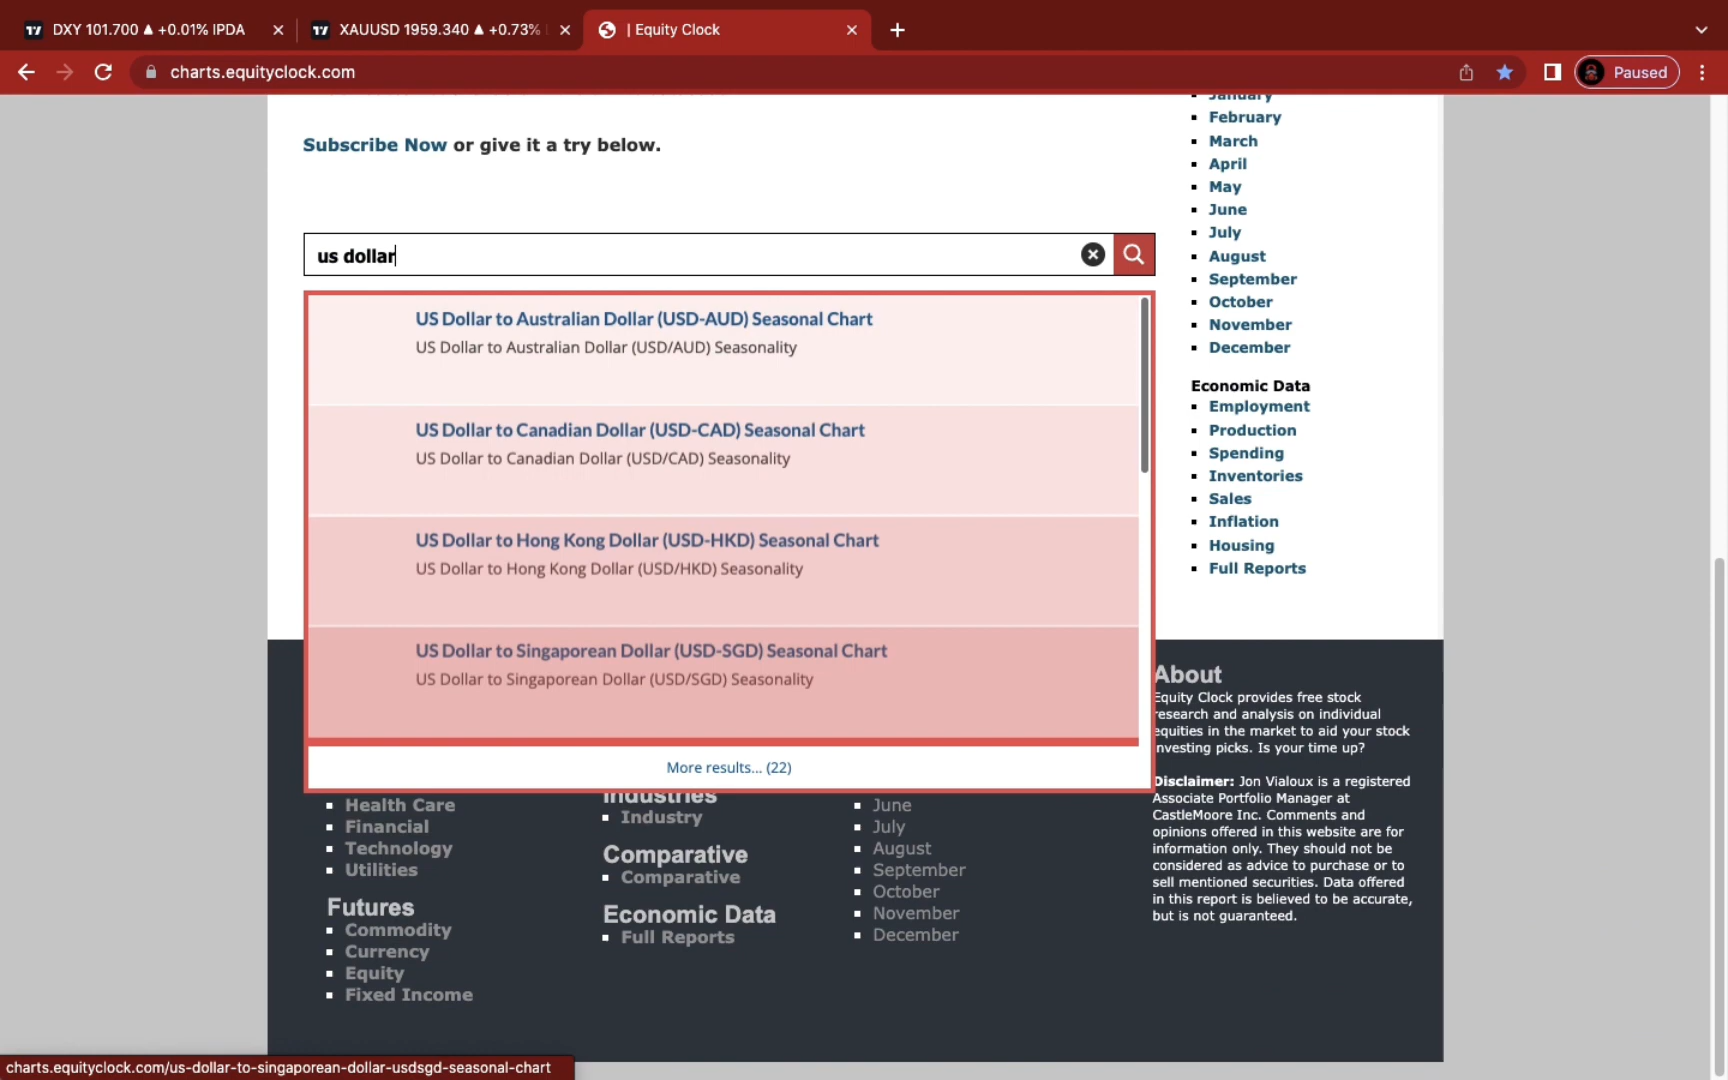 DXY 101.700 ▲ +0.01% IPDA
XAUUSD 1959.340 ▲ +0.73%
| Equity Clock
charts.equityclock.com
Paused
Subscribe Now or give it a try below.
us dollar
US Dollar to Australian Dollar (USD-AUD) Seasonal Chart
US Dollar to Australian Dollar (USD/AUD) Seasonality
US Dollar to Canadian Dollar (USD-CAD) Seasonal Chart
US Dollar to Canadian Dollar (USD/CAD) Seasonality
US Dollar to Hong Kong Dollar (USD-HKD) Seasonal Chart
US Dollar to Hong Kong Dollar (USD/HKD) Seasonality
US Dollar to Singaporean Dollar (USD-SGD) Seasonal Chart
US Dollar to Singaporean Dollar (USD/SGD) Seasonality
More results... (22)
January
February
March
April
May
June
July
August
September
October
November
December
Economic Data
Employment
Production
Spending
Inventories
Sales
Inflation
Housing
Full Reports
Health Care
Financial
Technology
Utilities
Futures
Commodity
Currency
Equity
Fixed Income
Industries
Industry
Comparative
Comparative
Economic Data
Full Reports
June
July
August
September
October
November
December
About
Equity Clock provides free stock
research and analysis on individual
equities in the market to aid your stock
investing picks. Is your time up?
Disclaimer: Jon Vialoux is a registered
Associate Portfolio Manager at
CastleMoore Inc. Comments and
opinions offered in this website are for
information only. They should not be
considered as advice to purchase or to
sell mentioned securities. Data offered
in this report is believed to be accurate,
but is not guaranteed.
charts.equityclock.com/us-dollar-to-singaporean-dollar-usdsgd-seasonal-chart